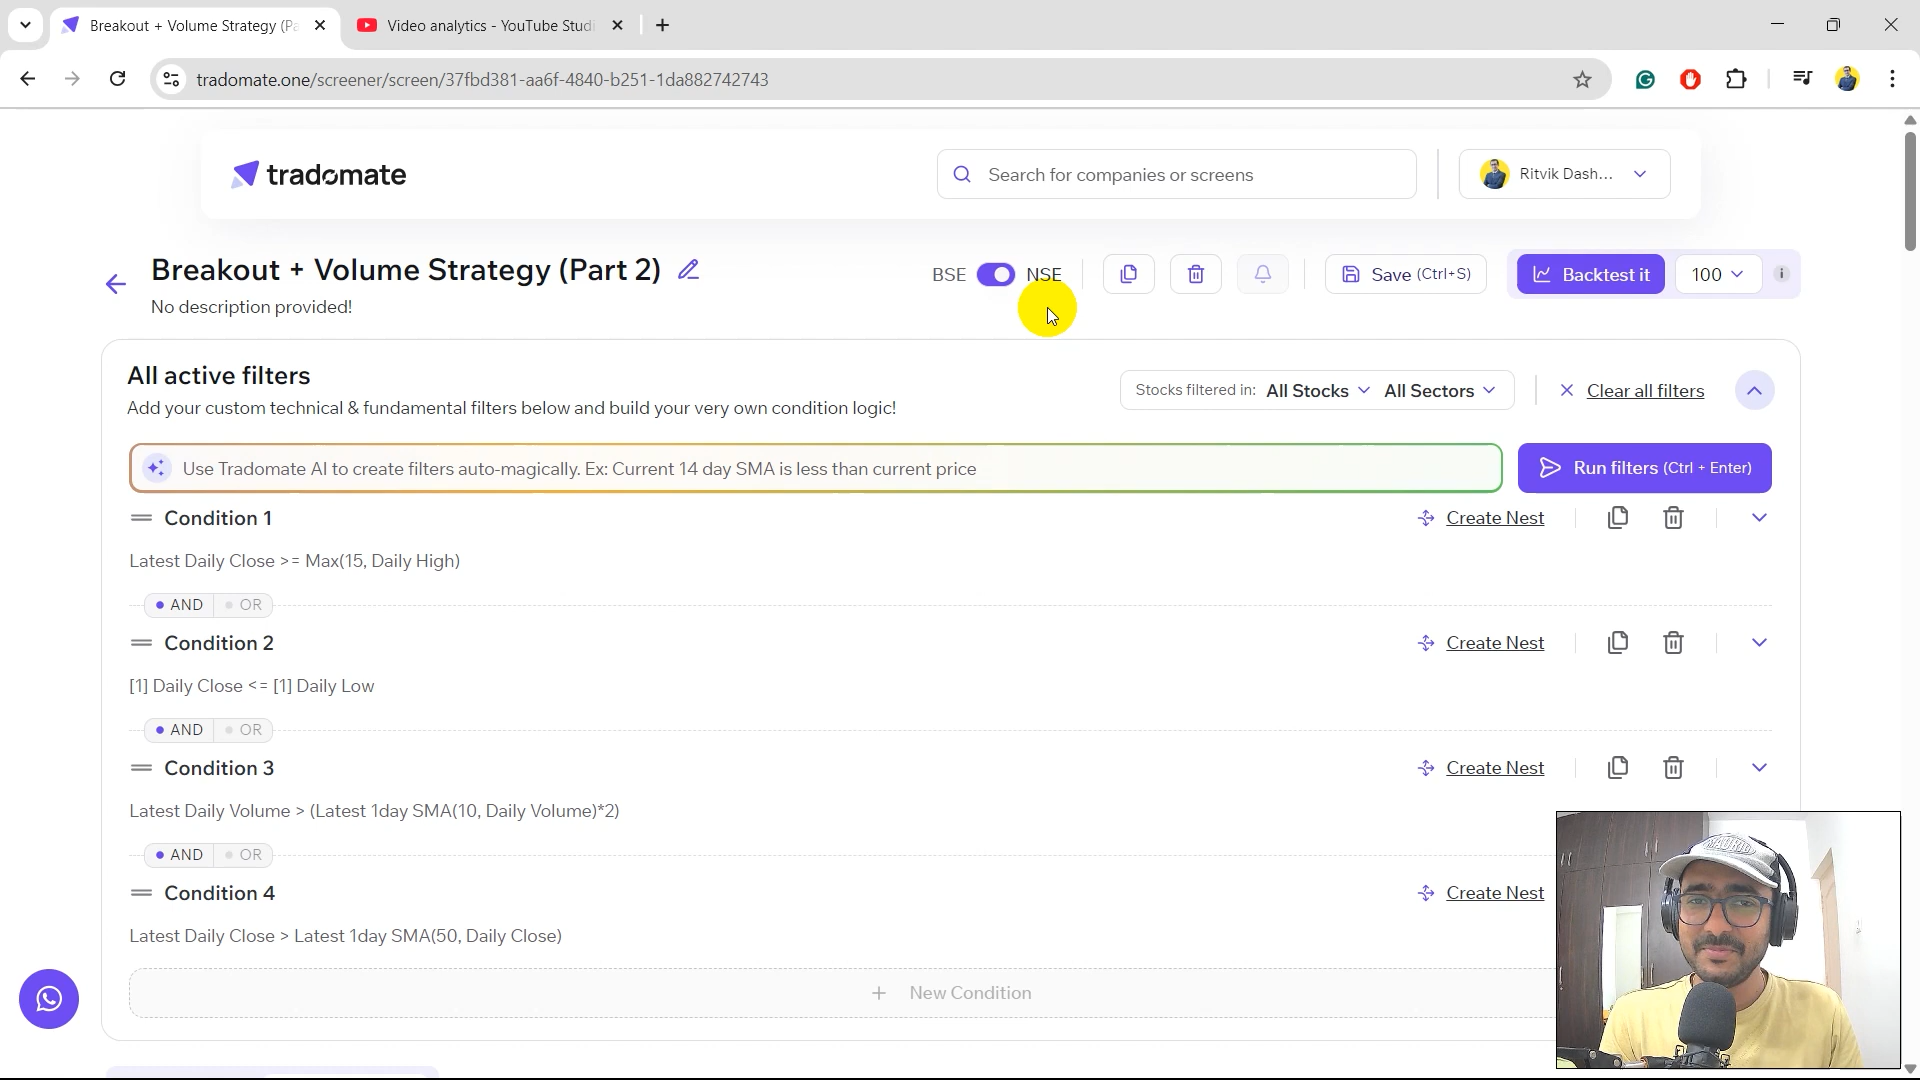 Breakout + Volume Strategy (Pa
Video analytics - YouTube Studi
tradomate.one/screener/screen/37fbd381-aa6f-4840-b251-1da882742743
tradomate
Search for companies or screens
Ritvik Dash...
Breakout + Volume Strategy (Part 2)
BSE NSE
Save (Ctrl+S)
Backtest it
100
No description provided!
All active filters
Add your custom technical & fundamental filters below and build your very own condition logic!
Stocks filtered in: All Stocks All Sectors
Clear all filters
Use Tradomate AI to create filters auto-magically. Ex: Current 14 day SMA is less than current price
Run filters (Ctrl + Enter)
Condition 1
Create Nest
Latest Daily Close >= Max(15, Daily High)
AND OR
Condition 2
Create Nest
[1] Daily Close <= [1] Daily Low
AND OR
Condition 3
Create Nest
Latest Daily Volume > (Latest 1day SMA(10, Daily Volume)*2)
AND OR
Condition 4
Create Nest
Latest Daily Close > Latest 1day SMA(50, Daily Close)
+ New Condition